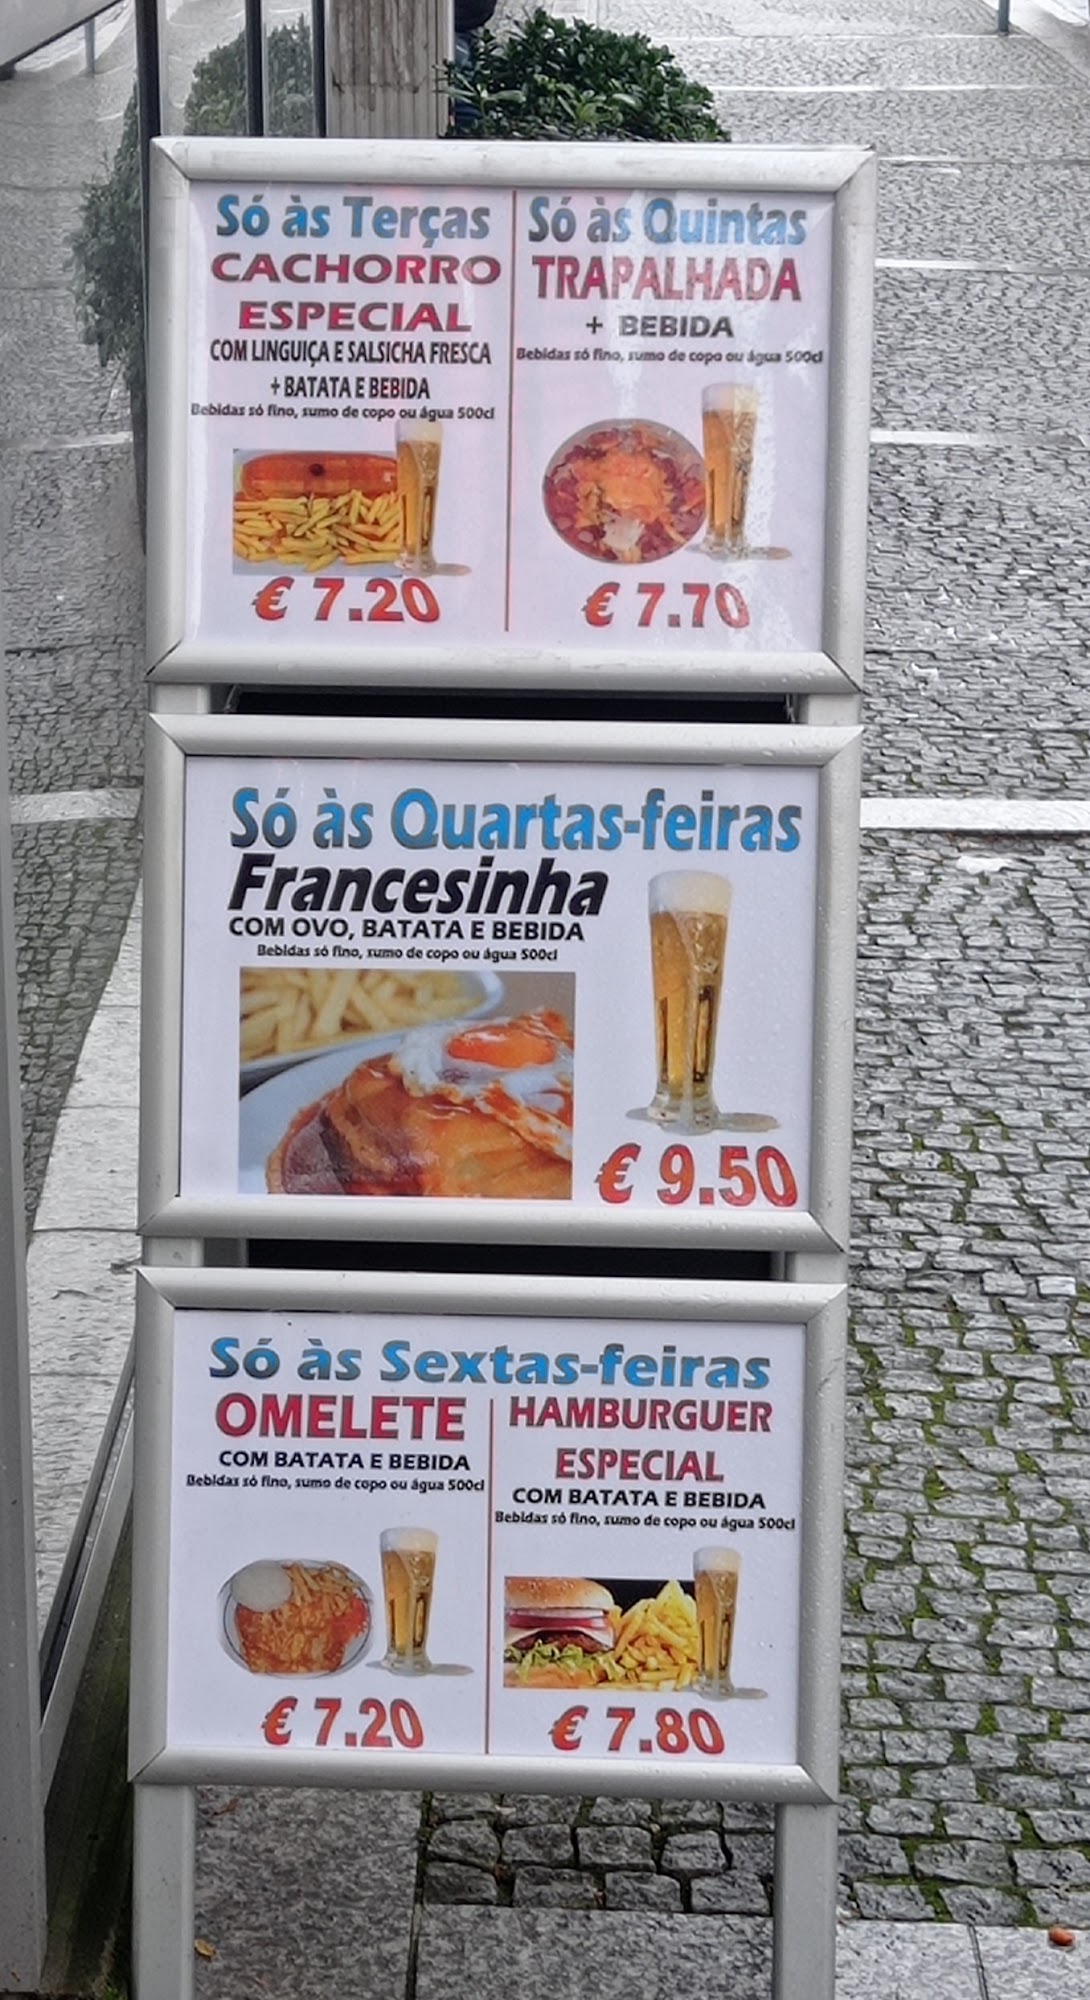 Só às Terças
CACHORRO
ESPECIAL
COM LINGUIÇA E SALSICHA FRESCA
+ BATATA E BEBIDA
Bebidas só fino, sumo de copo ou água 500cl
€ 7.20
Só às Quintas
TRAPALHADA
+ BEBIDA
Bebidas só fino, sumo de copo ou água 500cl
€ 7.70
Só às Quartas-feiras
Francesinha
COM OVO, BATATA E BEBIDA
Bebidas só fino, sumo de copo ou água 500cl
€ 9.50
Só às Sextas-feiras
OMELETE
COM BATATA E BEBIDA
Bebidas só fino, sumo de copo ou água 500cl
€ 7.20
HAMBURGUER
ESPECIAL
COM BATATA E BEBIDA
Bebidas só fino, sumo de copo ou água 500cl
€ 7.80